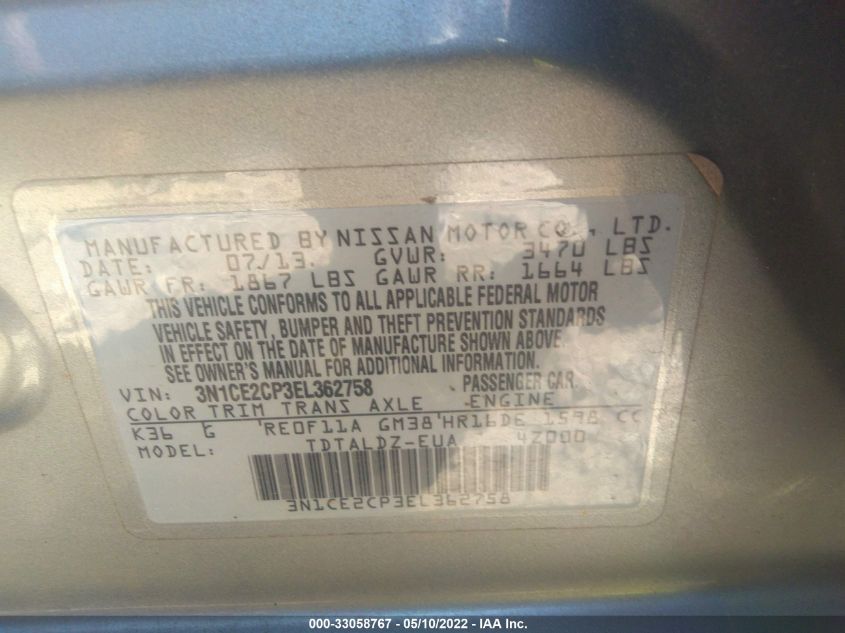 MANUFACTURED BY NISSAN MOTOR CO., LTD.
DATE: 07/13. GVWR: 3470 LBS
GAWR FR: 1867 LBS GAWR RR: 1664 LBS
THIS VEHICLE CONFORMS TO ALL APPLICABLE FEDERAL MOTOR
VEHICLE SAFETY, BUMPER AND THEFT PREVENTION STANDARDS
IN EFFECT ON THE DATE OF MANUFACTURE SHOWN ABOVE.
SEE OWNER'S MANUAL FOR ADDITIONAL INFORMATION.
VIN: 3N1CE2CP3EL362758 PASSENGER CAR
COLOR TRIM TRANS AXLE ENGINE
K36 G RE0F11A GM38 HR16DE 1598 CC
MODEL: TDTALDZ-EUA 4Z000
3N1CE2CP3EL362758
000-33058767 - 05/10/2022 - IAA Inc.